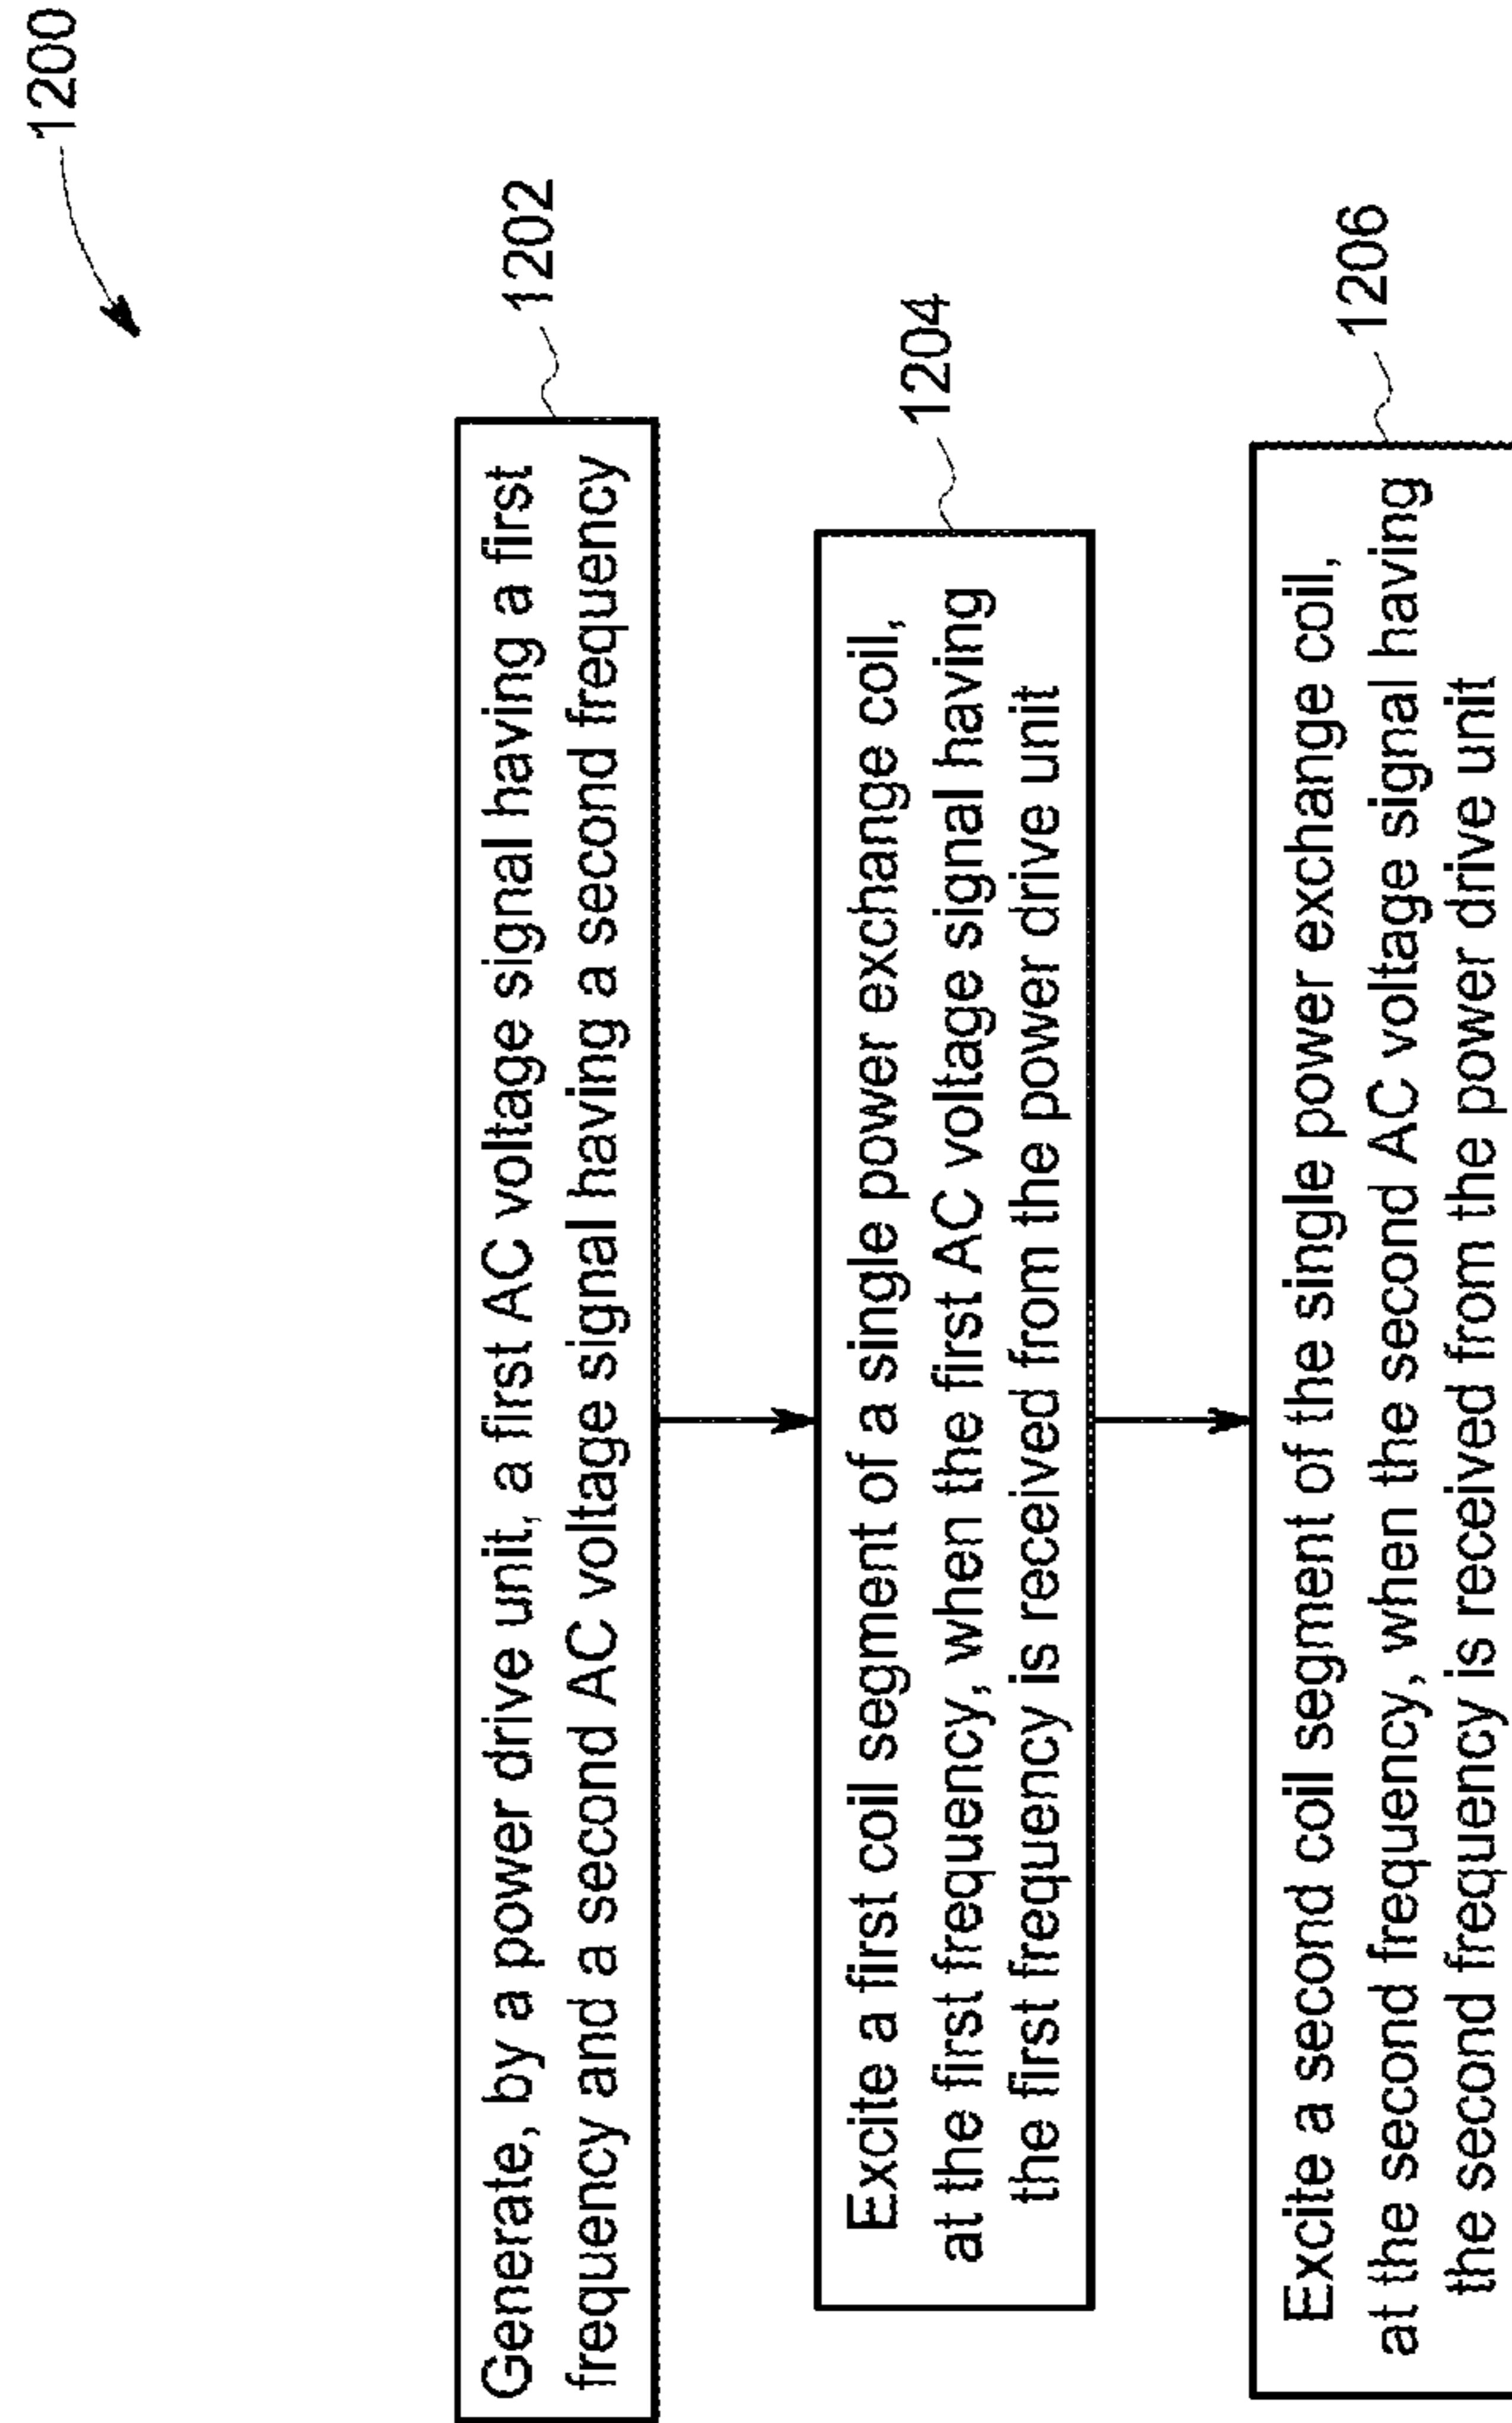 1200
Generate, by a power drive unit, a first AC voltage signal having a first
frequency and a second AC voltage signal having a second frequency
1202
Excite a first coil segment of a single power exchange coil,
at the first frequency, when the first AC voltage signal having
the first frequency is received from the power drive unit
1204
Excite a second coil segment of the single power exchange coil,
at the second frequency, when the second AC voltage signal having
the second frequency is received from the power drive unit
1206